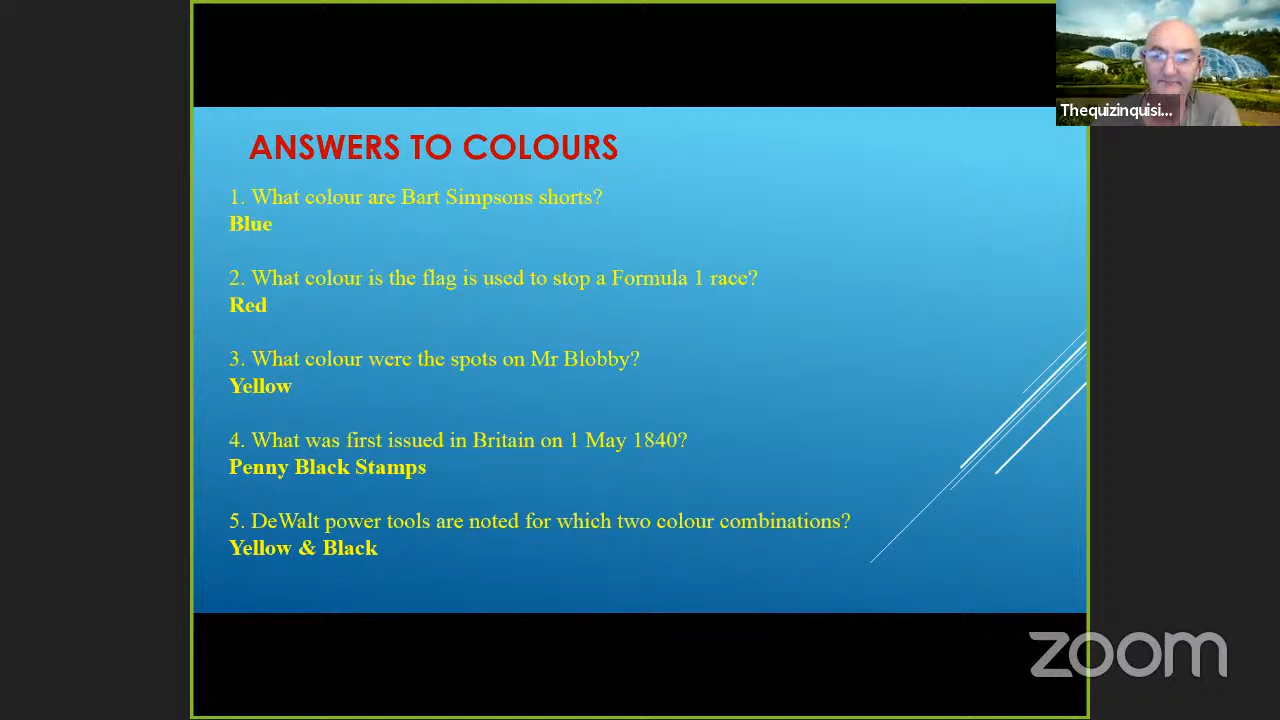 Thequizinquisi...
ANSWERS TO COLOURS
1. What colour are Bart Simpsons shorts?
Blue
2. What colour is the flag is used to stop a Formula 1 race?
Red
3. What colour were the spots on Mr Blobby?
Yellow
4. What was first issued in Britain on 1 May 1840?
Penny Black Stamps
5. DeWalt power tools are noted for which two colour combinations?
Yellow & Black
zoom